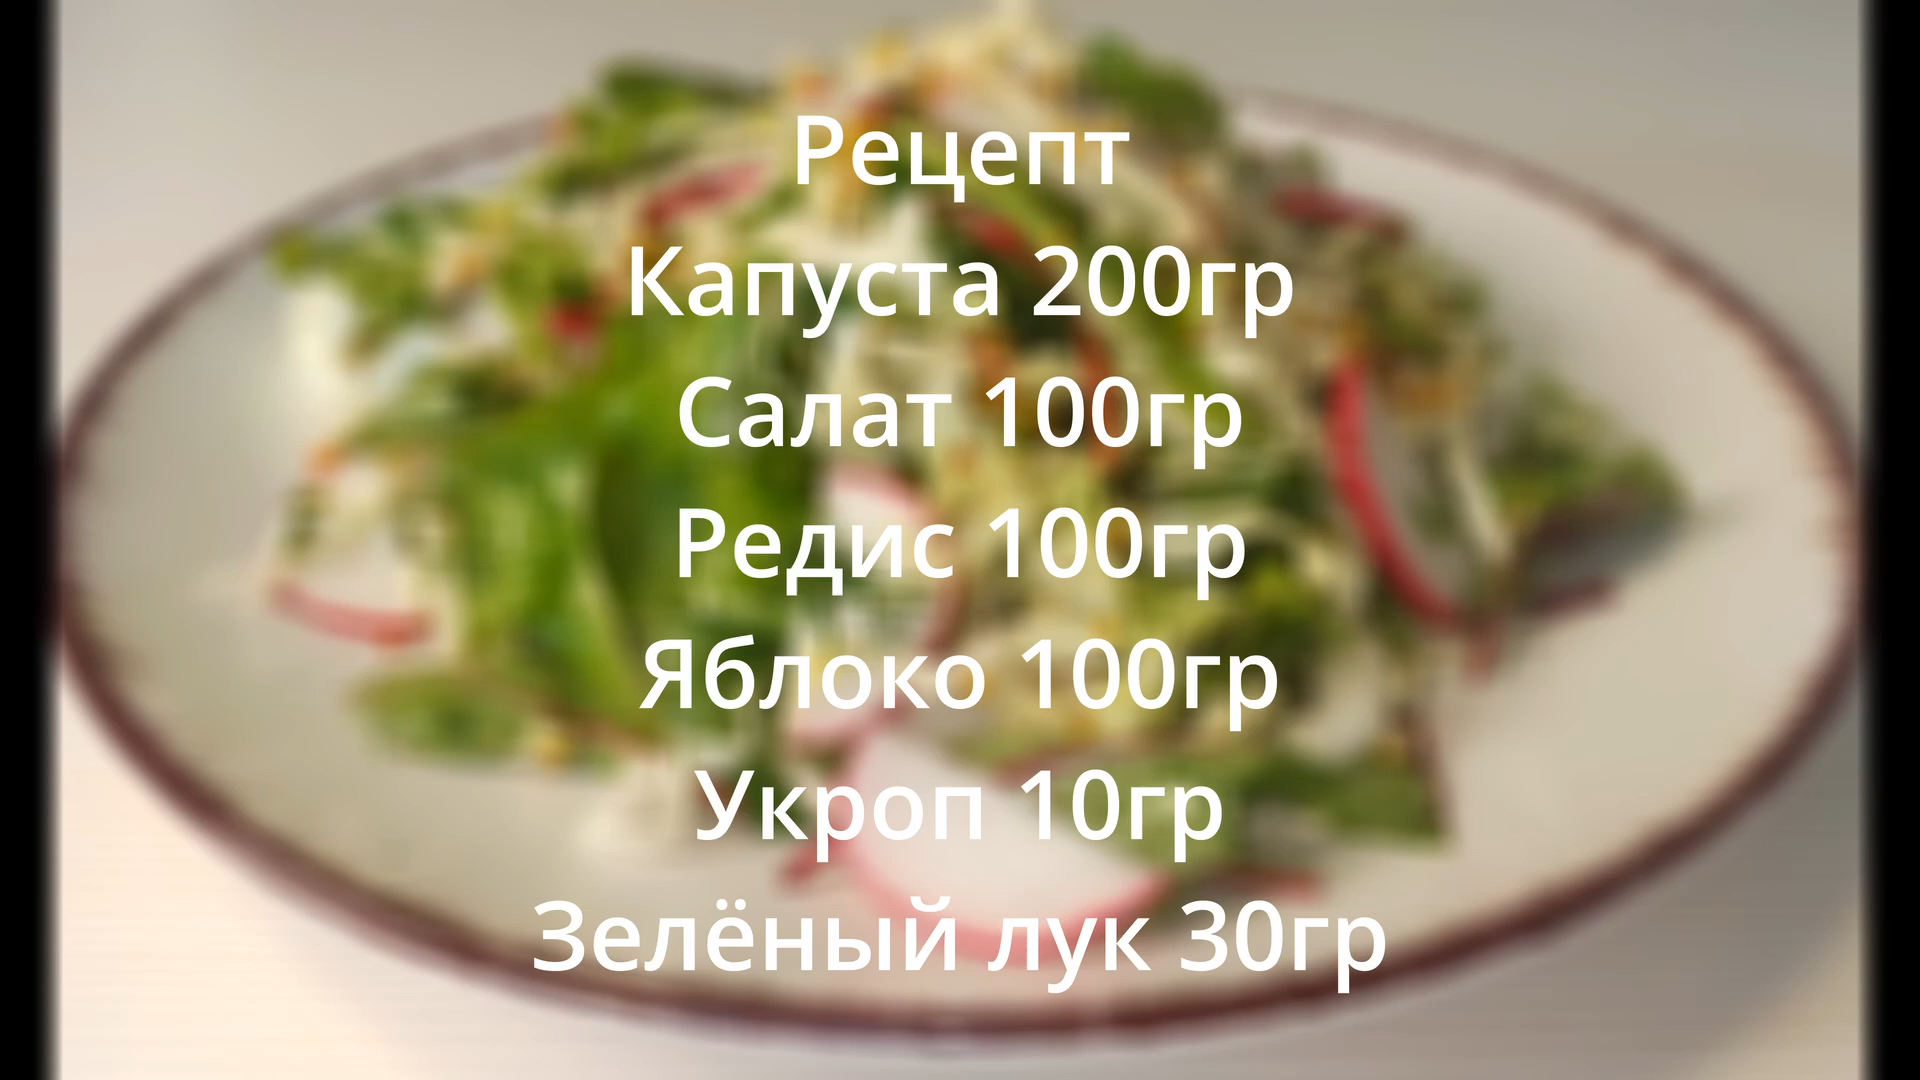 Рецепт
Капуста 200гр
Салат 100гр
Редис 100гр
Яблоко 100гр
Укроп 10гр
Зелёный лук 30гр